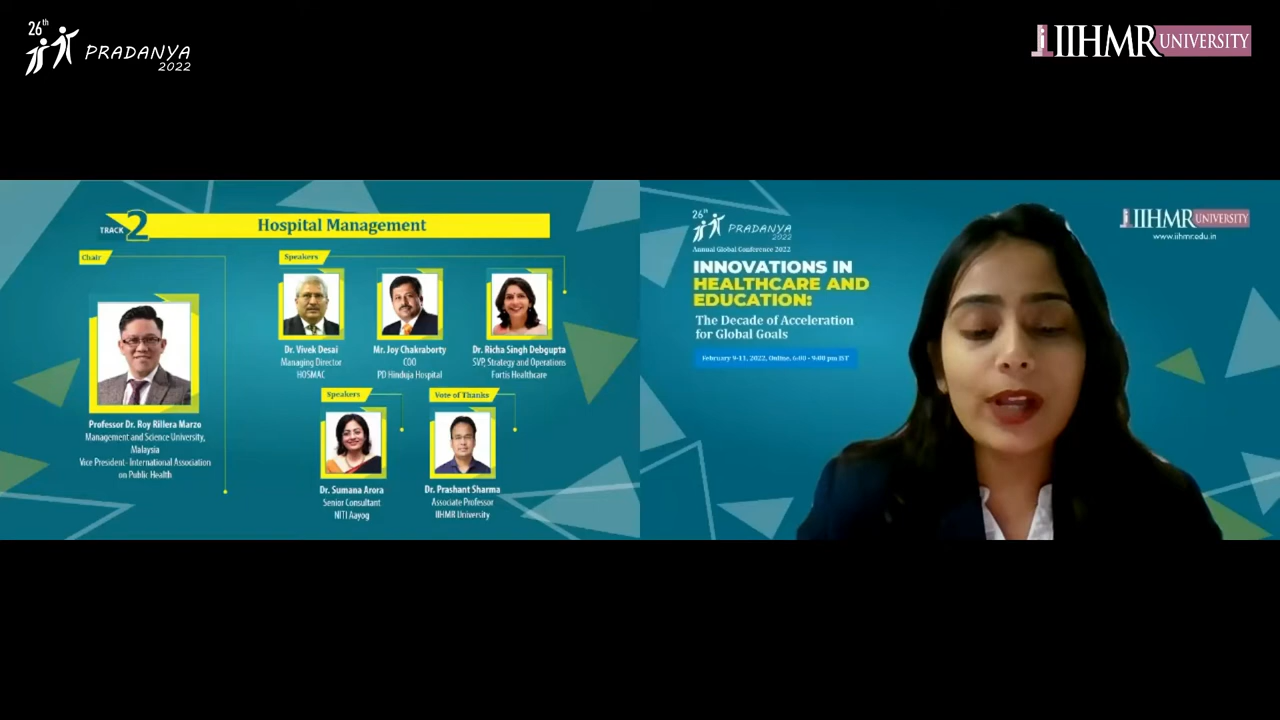 26th
PRADANYA
2022
IIHMR UNIVERSITY
TRACK 2
Hospital Management
Chair
Speakers
Professor Dr. Roy Rillera Marzo
Management and Science University,
Malaysia
Vice President- International Association
on Public Health
Dr. Vivek Desai
Managing Director
HOSMAC
Mr. Joy Chakraborty
COO
PD Hinduja Hospital
Dr. Richa Singh Debgupta
SVP, Strategy and Operations
Fortis Healthcare
Speakers
Vote of Thanks
Dr. Sumana Arora
Senior Consultant
NITI Aayog
Dr. Prashant Sharma
Associate Professor
IIHMR University
26th
PRADANYA
2022
Annual Global Conference 2022
INNOVATIONS IN
HEALTHCARE AND
EDUCATION:
The Decade of Acceleration
for Global Goals
February 9-11, 2022, Online, 6:00 - 9:00 pm IST
IIHMR UNIVERSITY
www.iihmr.edu.in